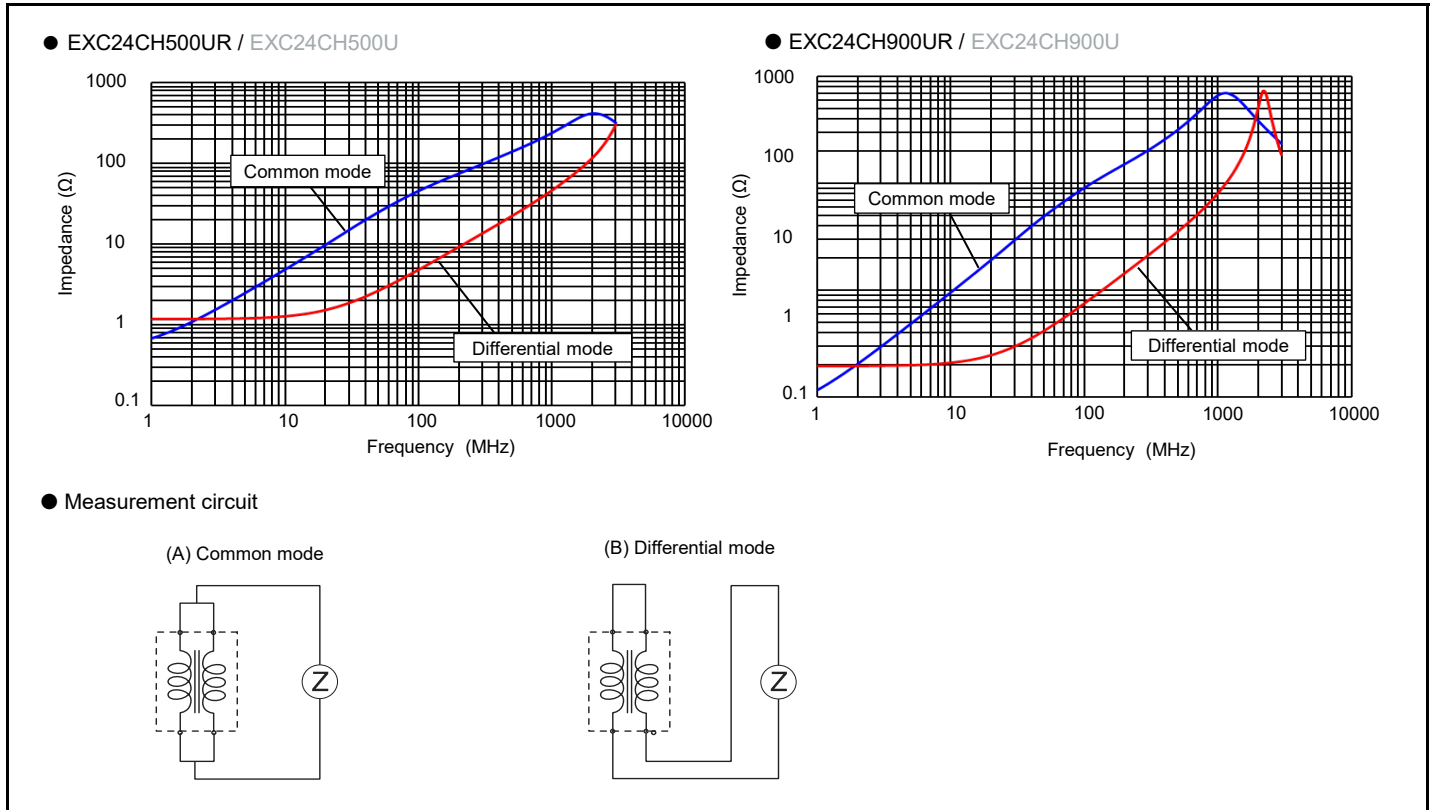 ● EXC24CH500UR / EXC24CH500U
1000
100
10
1
0.1
Impedance (Ω)
Common mode
Differential mode
1 10 100 1000 10000
Frequency (MHz)
● EXC24CH900UR / EXC24CH900U
1000
100
10
1
0.1
Impedance (Ω)
Common mode
Differential mode
1 10 100 1000 10000
Frequency (MHz)
● Measurement circuit
(A) Common mode
Z
(B) Differential mode
Z